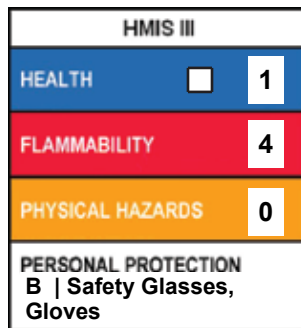 HMIS III
HEALTH 1
FLAMMABILITY 4
PHYSICAL HAZARDS 0
PERSONAL PROTECTION
B | Safety Glasses,
Gloves